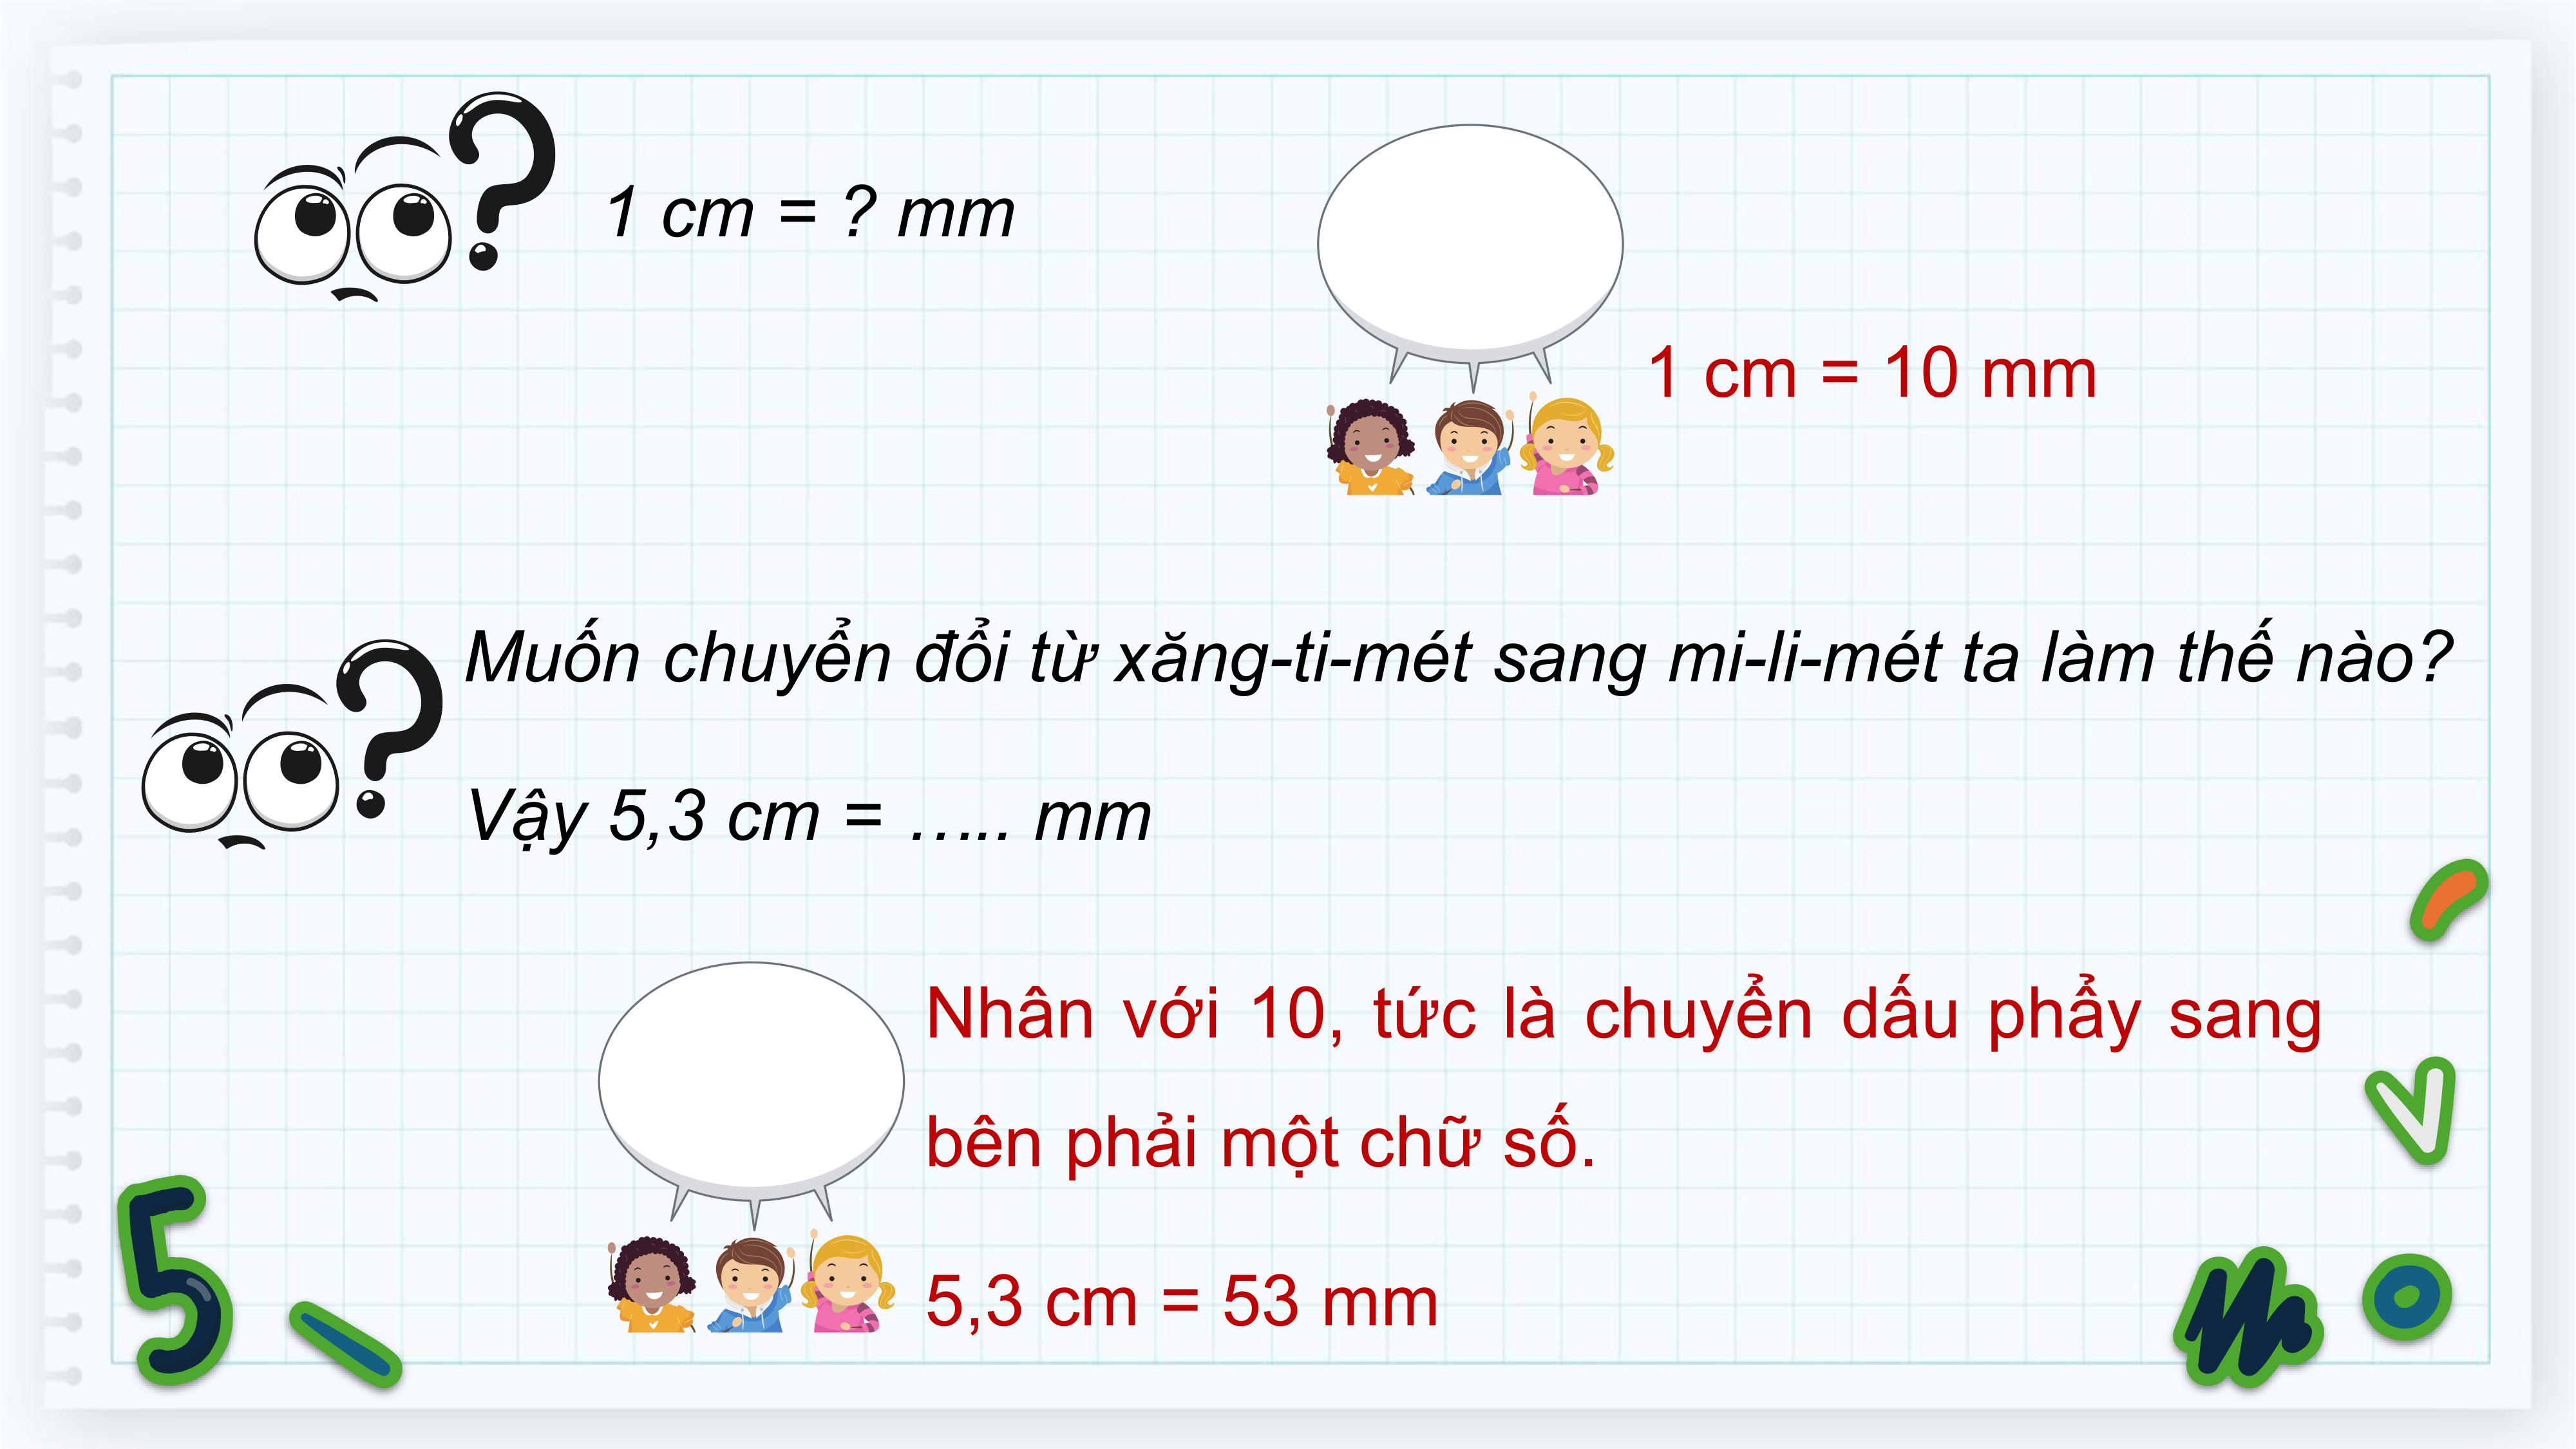 1 cm = ? mm
1 cm = 10 mm
Muốn chuyển đổi từ xăng-ti-mét sang mi-li-mét ta làm thế nào?
Vậy 5,3 cm = ….. mm
Nhân với 10, tức là chuyển dấu phẩy sang
bên phải một chữ số.
5,3 cm = 53 mm
5